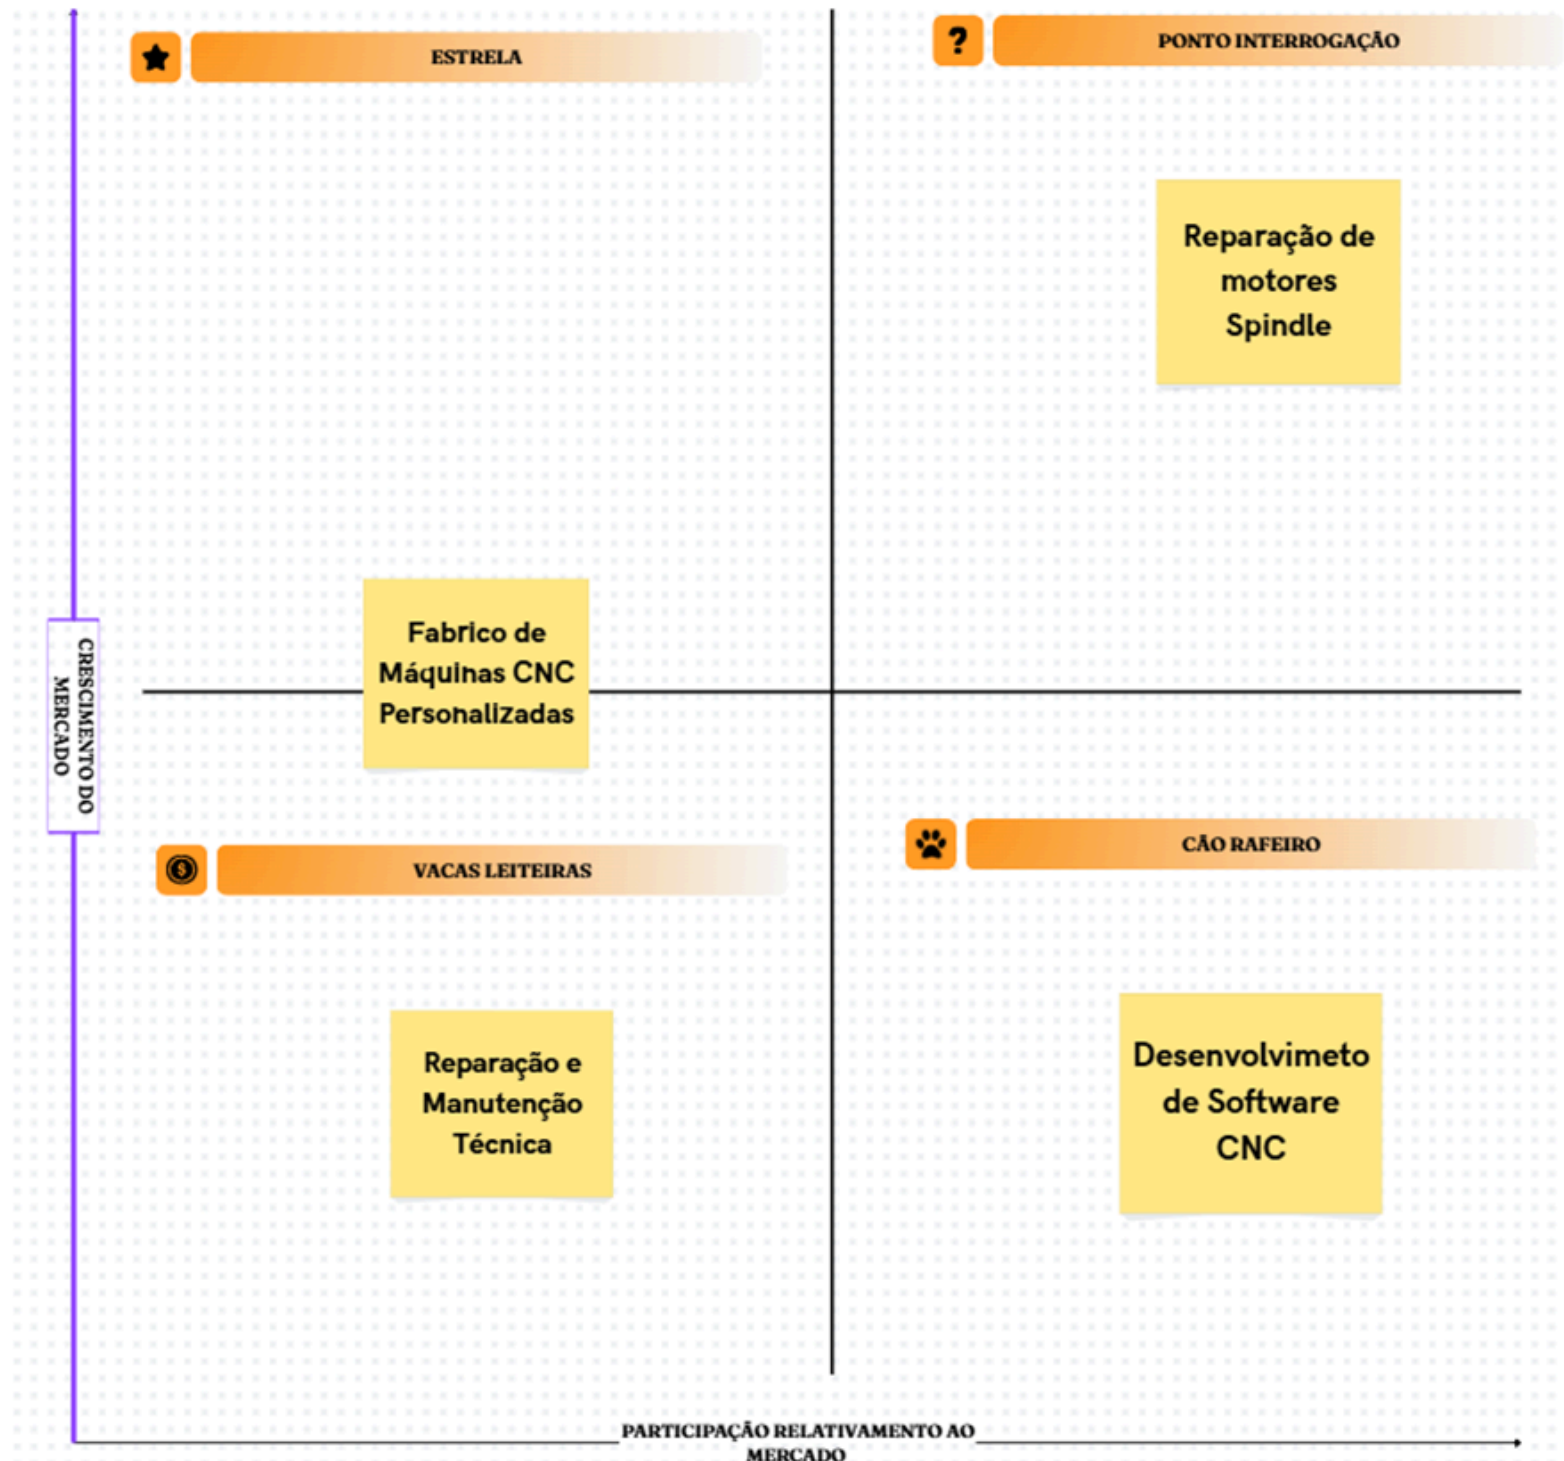 ESTRELA
PONTO INTERROGAÇÃO
Reparação de
motores
Spindle
Fabrico de
Máquinas CNC
Personalizadas
CRESCIMENTO DO
MERCADO
VACAS LEITEIRAS
CÃO RAFEIRO
Reparação e
Manutenção
Técnica
Desenvolvimeto
de Software
CNC
PARTICIPAÇÃO RELATIVAMENTO AO
MERCADO